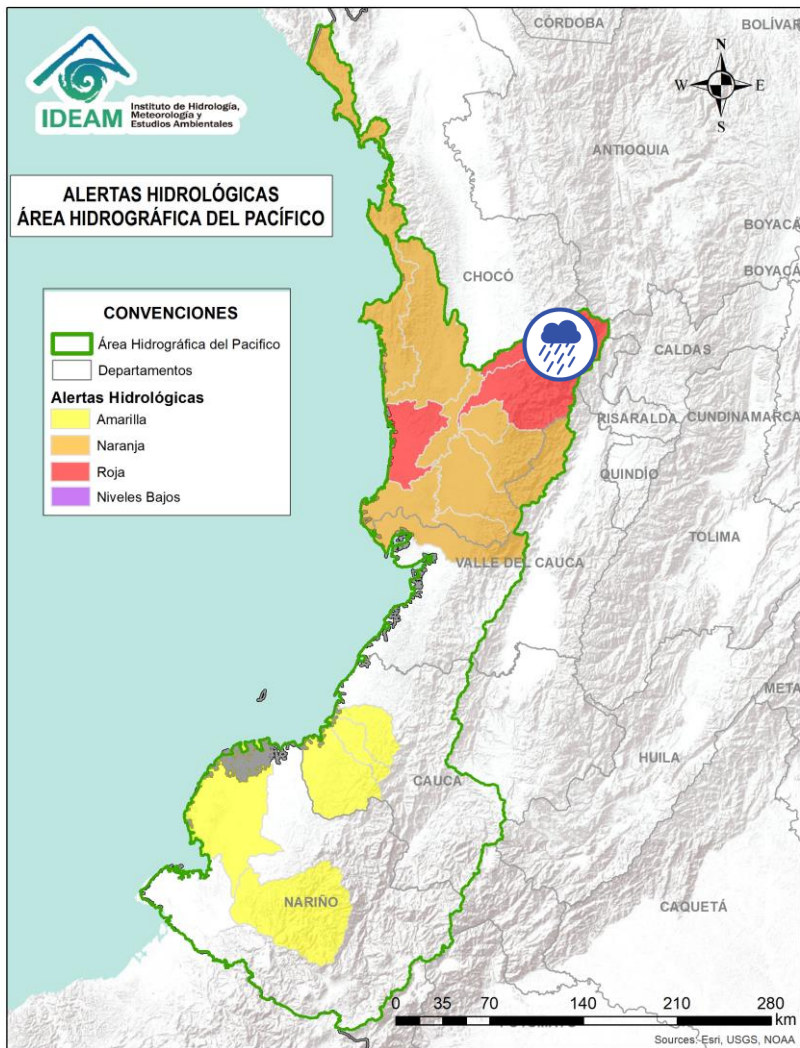 CÓRDOBA
BOLÍVAR
IDEAM
Instituto de Hidrología,
Meteorología y
Estudios Ambientales
N
W
E
S
ANTIOQUIA
ALERTAS HIDROLÓGICAS
ÁREA HIDROGRÁFICA DEL PACÍFICO
BOYACÁ
CHOCÓ
BOYACÁ
CONVENCIONES
Área Hidrográfica del Pacifico
Departamentos
Alertas Hidrológicas
Amarilla
Naranja
Roja
Niveles Bajos
CALDAS
RISARALDA
CUNDINAMARCA
QUINDÍO
TOLIMA
VALLE DEL CAUCA
META
HUILA
CAUCA
NARIÑO
CAQUETÁ
0 35 70 140 210 280
km
Sources: Esri, USGS, NOAA